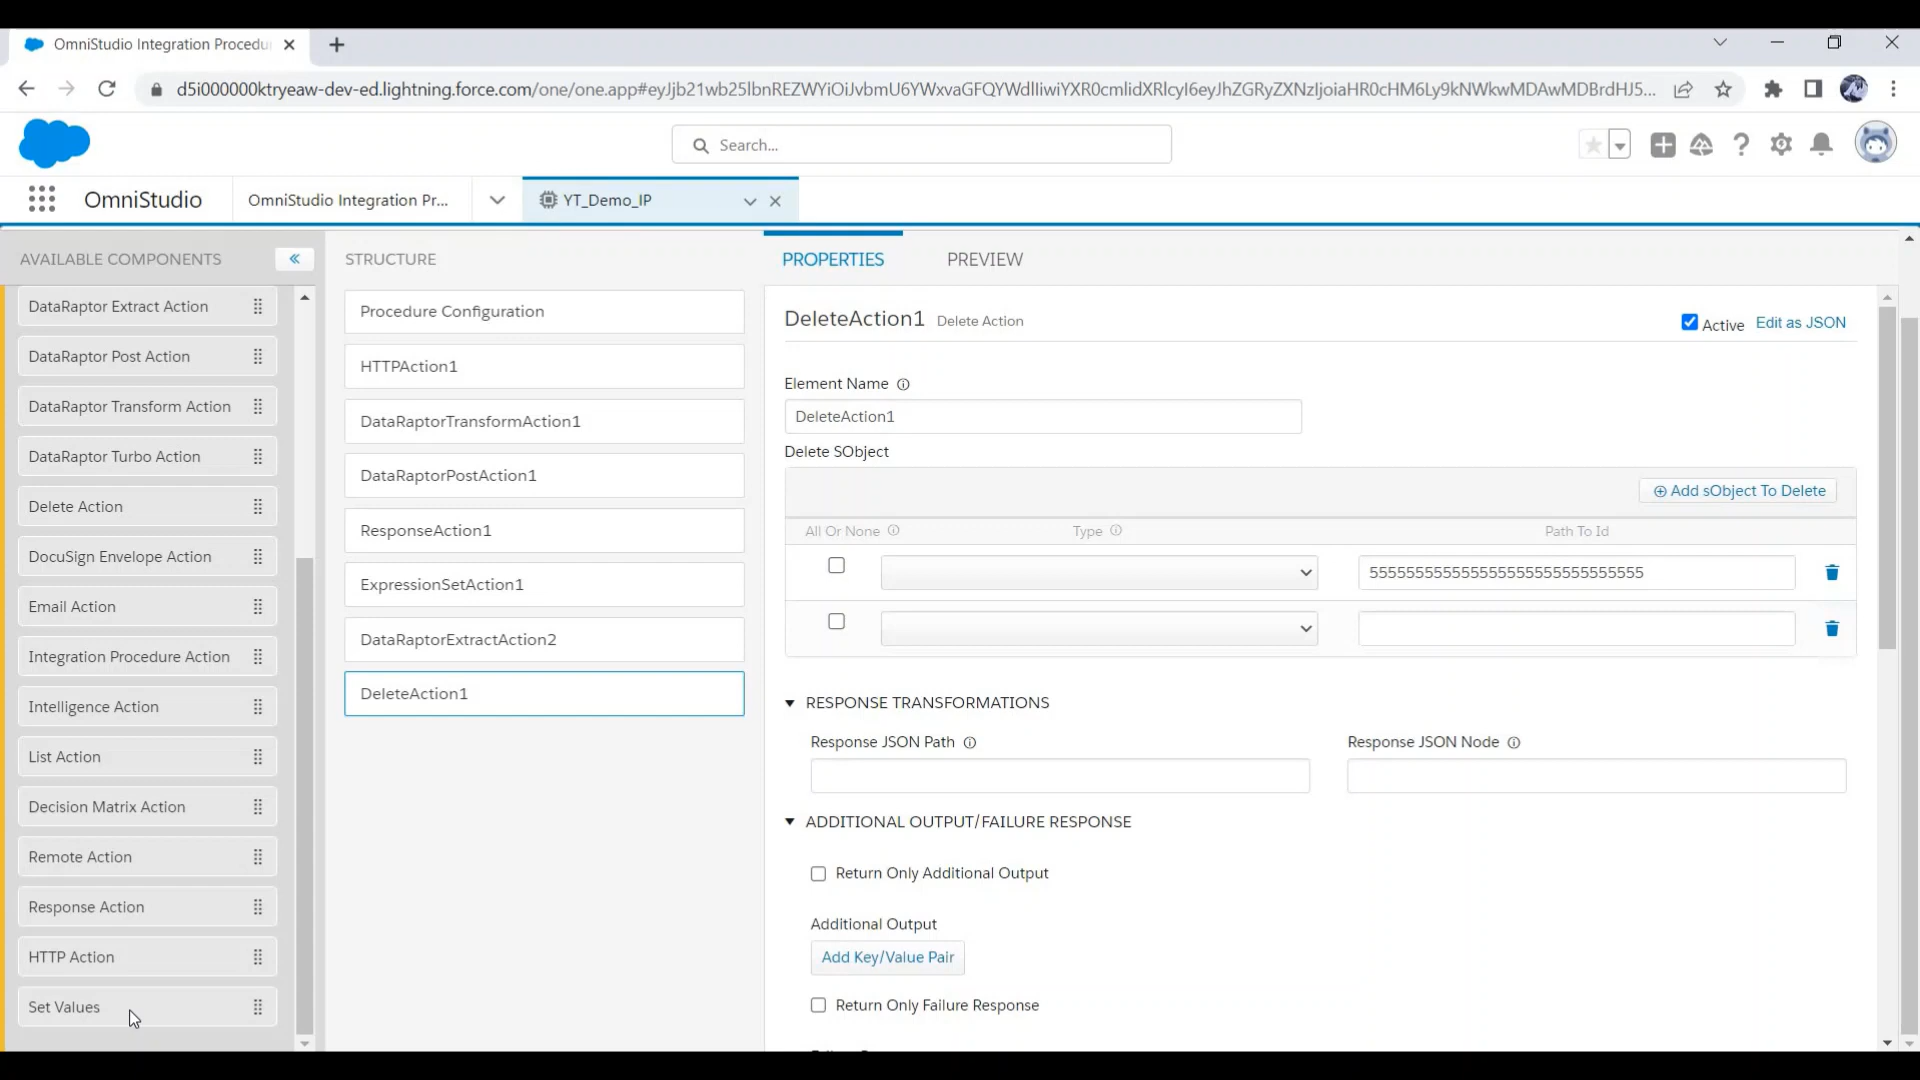 OmniStudio Integration Procedu
d5i000000ktryeaw-dev-ed.lightning.force.com/one/one.app#eyJjb21wb25lbnREZWYiOiJvbmU6YWxvaGFQYWdlIiwiYXR0cmlidXRlcyI6eyJhZGRyZXNzIjoiaHR0cHM6Ly9kNWkwMDAwMDBrdHJ5...
Search...
OmniStudio
OmniStudio Integration Pr...
YT_Demo_IP
AVAILABLE COMPONENTS
STRUCTURE
PROPERTIES
PREVIEW
DataRaptor Extract Action
DataRaptor Post Action
DataRaptor Transform Action
DataRaptor Turbo Action
Delete Action
DocuSign Envelope Action
Email Action
Integration Procedure Action
Intelligence Action
List Action
Decision Matrix Action
Remote Action
Response Action
HTTP Action
Set Values
Procedure Configuration
HTTPAction1
DataRaptorTransformAction1
DataRaptorPostAction1
ResponseAction1
ExpressionSetAction1
DataRaptorExtractAction2
DeleteAction1
DeleteAction1 Delete Action
Active Edit as JSON
Element Name
DeleteAction1
Delete SObject
Add sObject To Delete
All Or None Type Path To Id
RESPONSE TRANSFORMATIONS
Response JSON Path Response JSON Node
ADDITIONAL OUTPUT/FAILURE RESPONSE
Return Only Additional Output
Additional Output
Add Key/Value Pair
Return Only Failure Response